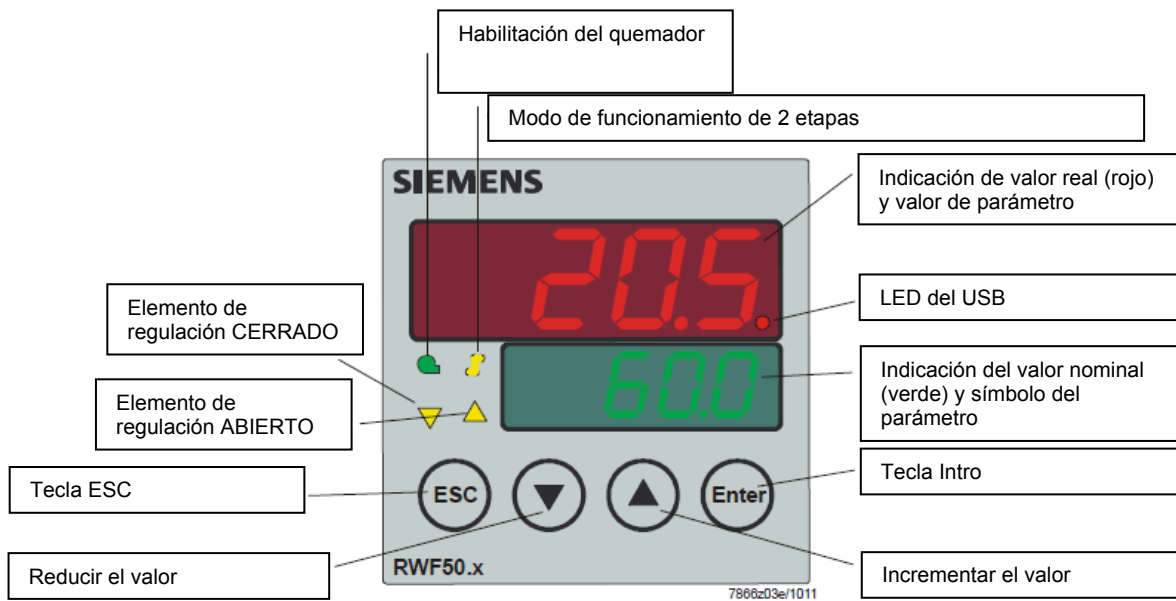 Habilitación del quemador
Modo de funcionamiento de 2 etapas
SIEMENS
Indicación de valor real (rojo)
y valor de parámetro
20.5
LED del USB
Elemento de
regulación CERRADO
60.0
Indicación del valor nominal
(verde) y símbolo del
parámetro
Elemento de
regulación ABIERTO
Tecla ESC
ESC
Enter
Tecla Intro
Reducir el valor
RWF50.x
Incrementar el valor
7866z03e/1011